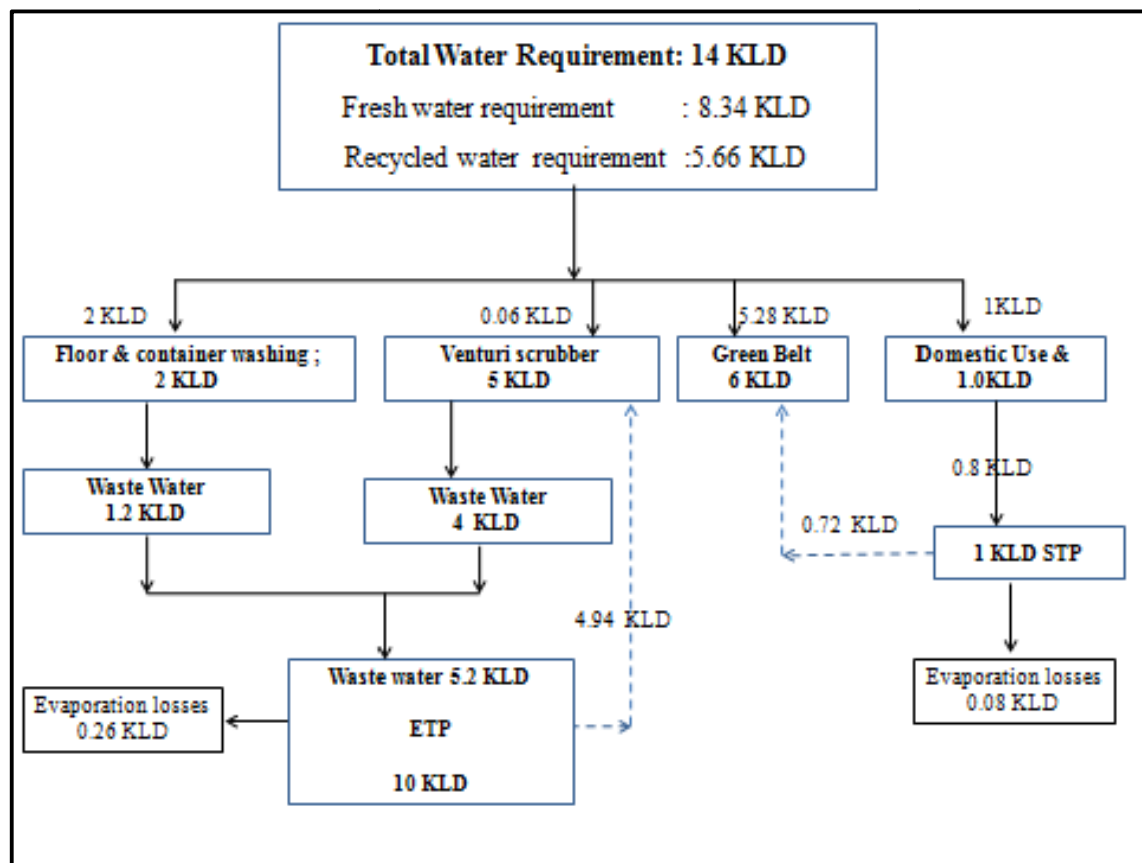 Total Water Requirement: 14 KLD
Fresh water requirement : 8.34 KLD
Recycled water requirement :5.66 KLD
2 KLD
0.06 KLD
5.28 KLD
1KLD
Floor & container washing ;
2 KLD
Venturi scrubber
5 KLD
Green Belt
6 KLD
Domestic Use &
1.0KLD
0.8 KLD
Waste Water
1.2 KLD
Waste Water
4 KLD
0.72 KLD
1 KLD STP
4.94 KLD
Waste water 5.2 KLD
ETP
10 KLD
Evaporation losses
0.26 KLD
Evaporation losses
0.08 KLD